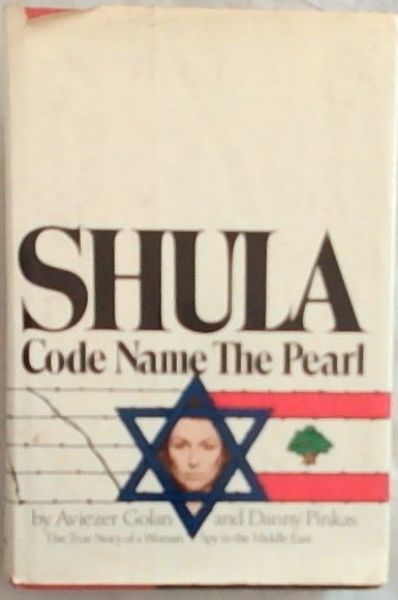 SHULA
Code Name The Pearl
by Aviezer Golan and Danny Pinkas
The True Story of a Woman Spy in the Middle East